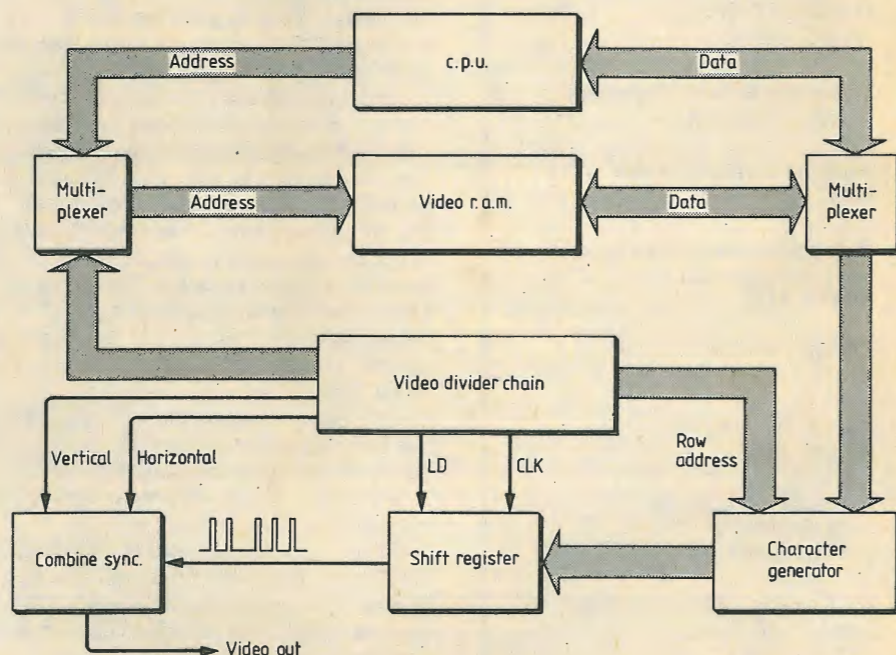 Address
c.p.u.
Data
Multi-
plexer
Address
Video r.a.m.
Data
Multi-
plexer
Video divider chain
Vertical
Horizontal
LD
CLK
Row
address
Combine sync.
Shift register
Character
generator
Video out